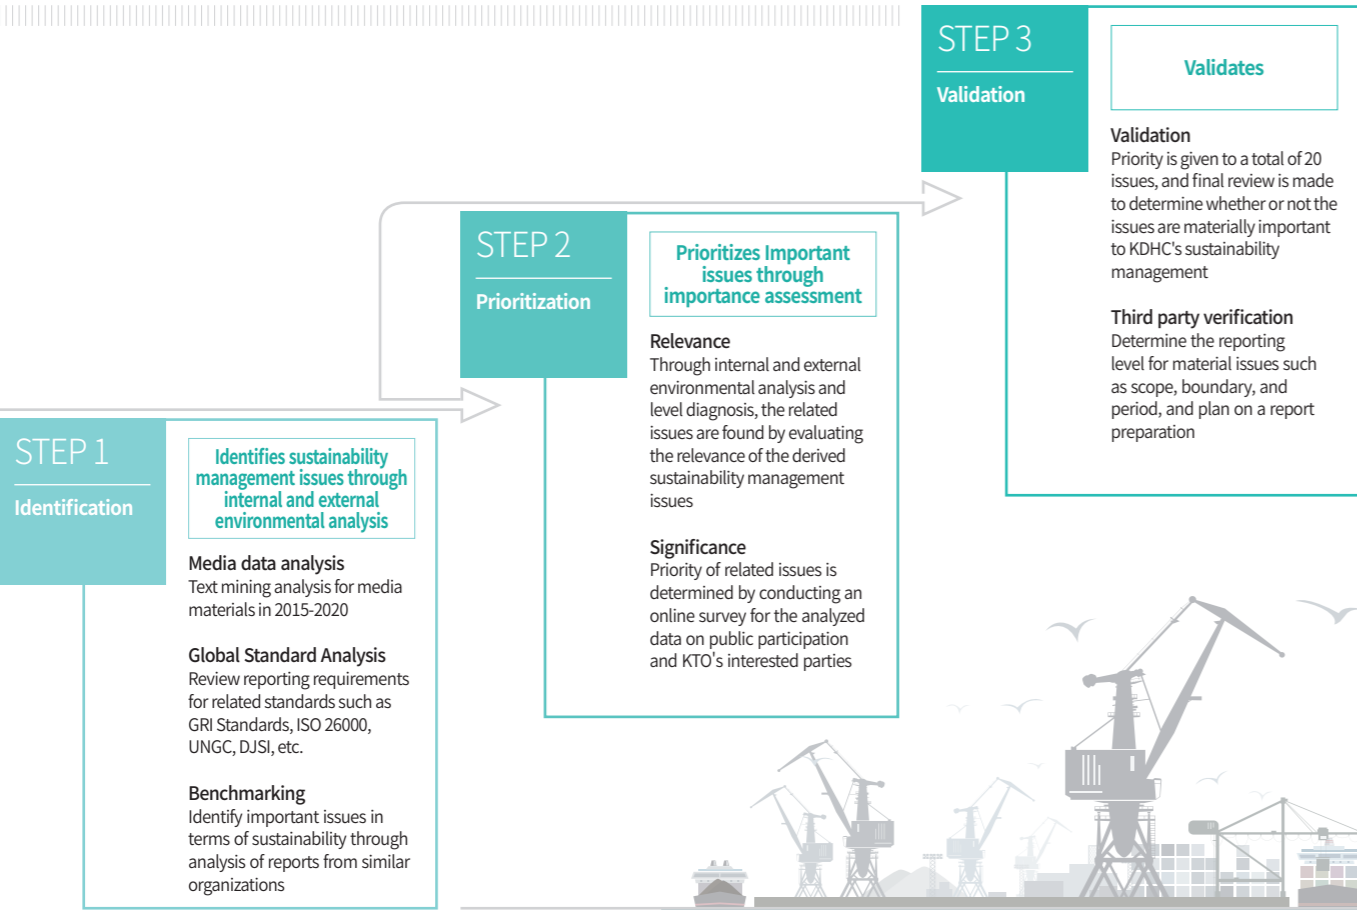 STEP 1
Identification
Identifies sustainability
management issues through
internal and external
environmental analysis
Media data analysis
Text mining analysis for media
materials in 2015-2020
Global Standard Analysis
Review reporting requirements
for related standards such as
GRI Standards, ISO 26000,
UNGC, DJSI, etc.
Benchmarking
Identify important issues in
terms of sustainability through
analysis of reports from similar
organizations
STEP 2
Prioritization
Prioritizes Important
issues through
importance assessment
Relevance
Through internal and external
environmental analysis and
level diagnosis, the related
issues are found by evaluating
the relevance of the derived
sustainability management
issues
Significance
Priority of related issues is
determined by conducting an
online survey for the analyzed
data on public participation
and KTO's interested parties
STEP 3
Validation
Validates
Validation
Priority is given to a total of 20
issues, and final review is made
to determine whether or not the
issues are materially important
to KDHC's sustainability
management
Third party verification
Determine the reporting
level for material issues such
as scope, boundary, and
period, and plan on a report
preparation